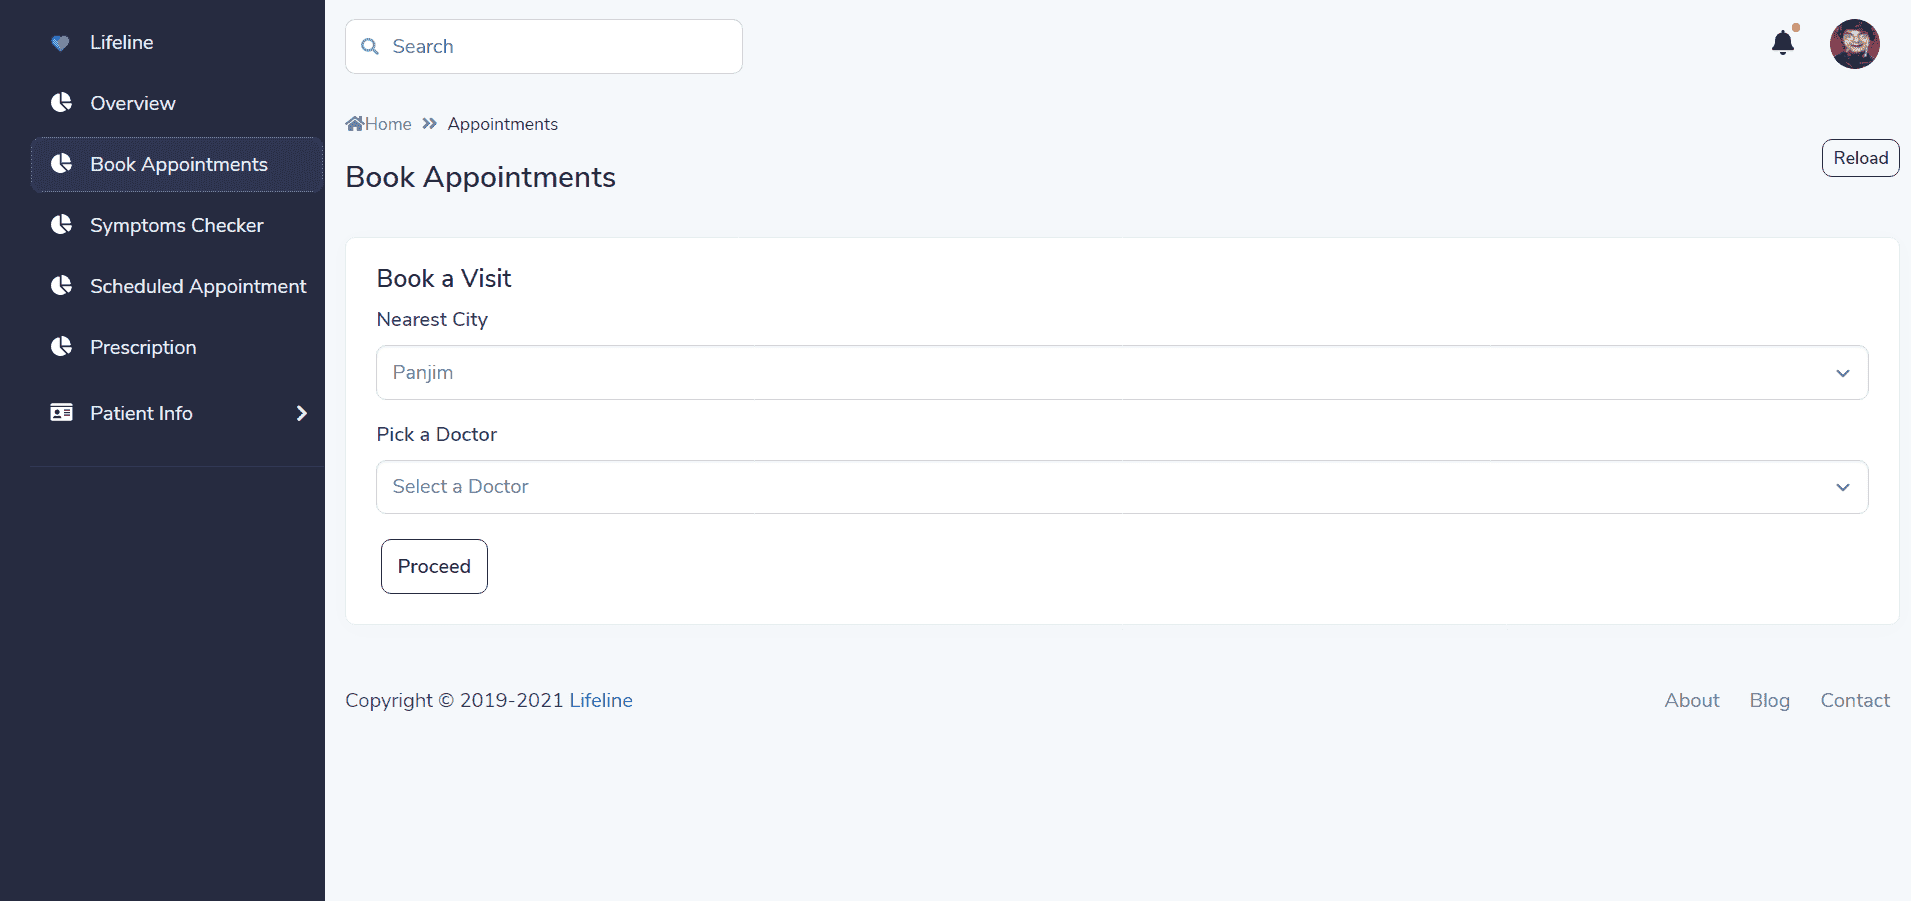 Lifeline
Overview
Book Appointments
Symptoms Checker
Scheduled Appointment
Prescription
Patient Info
Search
Home » Appointments
Book Appointments
Reload
Book a Visit
Nearest City
Panjim
Pick a Doctor
Select a Doctor
Proceed
Copyright © 2019-2021 Lifeline
About Blog Contact